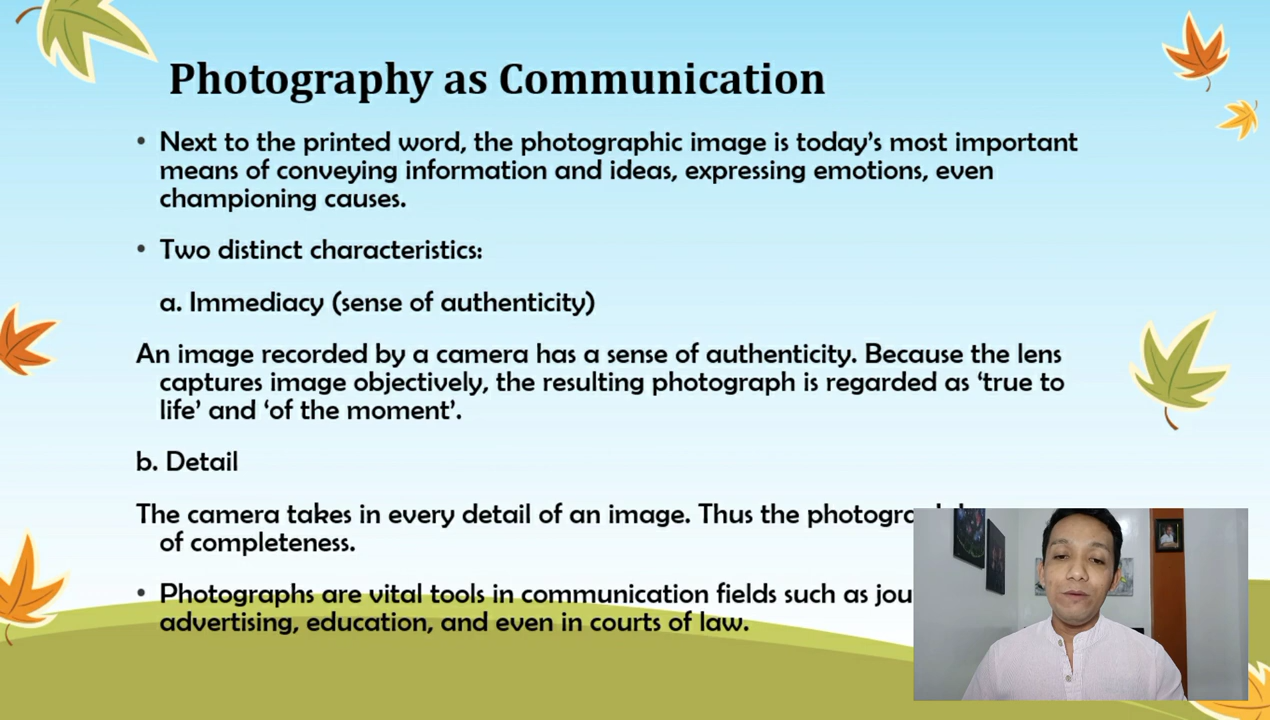 Photography as Communication
• Next to the printed word, the photographic image is today's most important
means of conveying information and ideas, expressing emotions, even
championing causes.
• Two distinct characteristics:
a. Immediacy (sense of authenticity)
An image recorded by a camera has a sense of authenticity. Because the lens
captures image objectively, the resulting photograph is regarded as ‘true to
life’ and ‘of the moment’.
b. Detail
The camera takes in every detail of an image. Thus the
of completeness.
• Photographs are vital tools in communication fields such as
advertising, education, and even in courts of law.